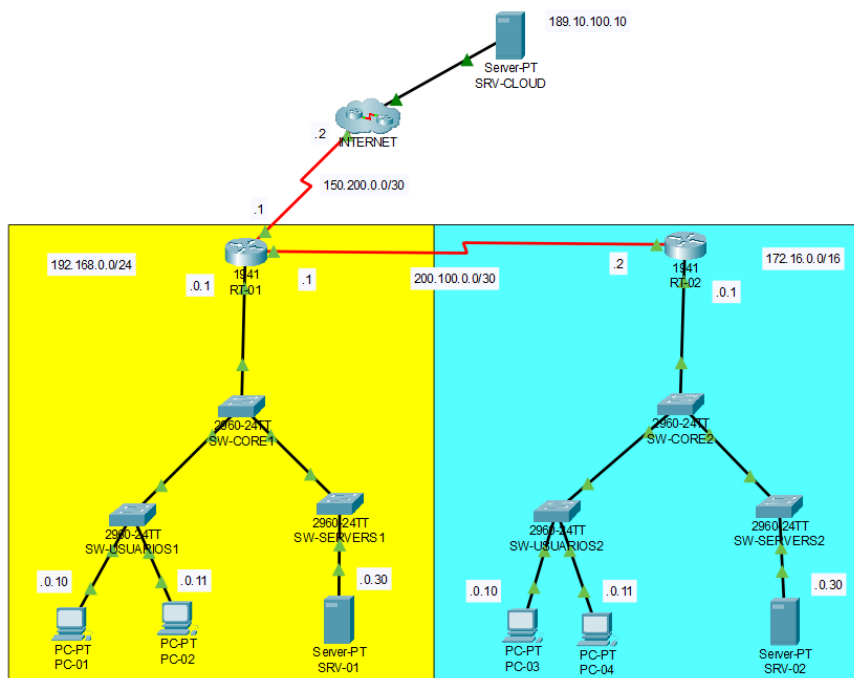 189.10.100.10
Server-PT
SRV-CLOUD
.2
INTERNET
150.200.0.0/30
.1
192.168.0.0/24
1941
RT-01
.0.1
.1
200.100.0.0/30
.2
1941
RT-02
172.16.0.0/16
.0.1
2960-24TT
SW-CORE1
2960-24TT
SW-CORE2
2960-24TT
SW-USUARIOS1
2960-24TT
SW-SERVERS1
2960-24TT
SW-USUARIOS2
2960-24TT
SW-SERVERS2
.0.10
.0.11
.0.30
.0.10
.0.11
.0.30
PC-PT
PC-01
PC-PT
PC-02
Server-PT
SRV-01
PC-PT
PC-03
PC-PT
PC-04
Server-PT
SRV-02